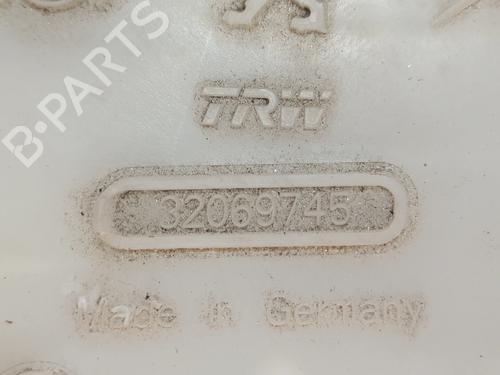 B-PARTS
TRW
32069745
Made in Germany